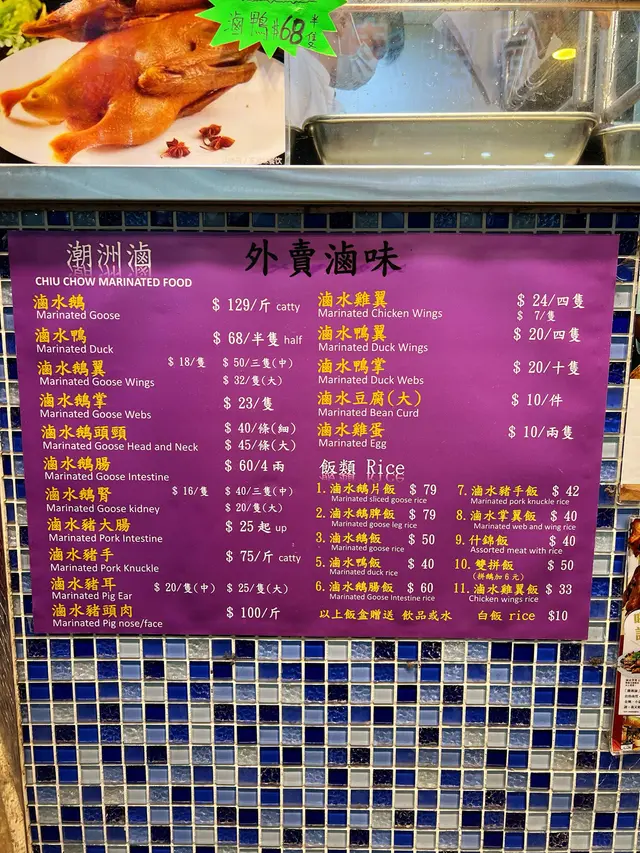 滷鴨$68半隻
潮洲滷
外賣滷味
CHIU CHOW MARINATED FOOD
滷水鵝 $ 129/斤 catty
Marinated Goose
滷水鴨 $ 68/半隻 half
Marinated Duck
滷水鵝翼 $ 18/隻 $ 50/三隻(中)
Marinated Goose Wings $ 32/隻(大)
滷水鵝掌 $ 23/隻
Marinated Goose Webs
滷水鵝頭頸 $ 40/條(細)
Marinated Goose Head and Neck $ 45/條(大)
滷水鵝腸 $ 60/4兩
Marinated Goose Intestine
滷水鵝腎 $ 16/隻 $ 40/三隻(中)
Marinated Goose kidney $ 20/隻(大)
滷水豬大腸 $ 25起 up
Marinated Pork Intestine
滷水豬手 $ 75/斤 catty
Marinated Pork Knuckle
滷水豬耳 $ 20/隻(中) $ 25/隻(大)
Marinated Pig Ear
滷水豬頭肉 $ 100/斤
Marinated Pig nose/face
滷水雞翼 $ 24/四隻
Marinated Chicken Wings $ 7/隻
滷水鴨翼 $ 20/四隻
Marinated Duck Wings
滷水鴨掌 $ 20/十隻
Marinated Duck Webs
滷水豆腐(大) $ 10/件
Marinated Bean Curd
滷水雞蛋 $ 10/兩隻
Marinated Egg
飯類 Rice
1. 滷水鵝片飯 $ 79
Marinated sliced goose rice
2. 滷水鵝脾飯 $ 79
Marinated goose leg rice
3. 滷水鵝飯 $ 50
Marinated goose rice
5. 滷水鴨飯 $ 40
Marinated duck rice
6. 滷水鵝腸飯 $ 60
Marinated Goose Intestine rice
7. 滷水豬手飯 $ 42
Marinated pork knuckle rice
8. 滷水掌翼飯 $ 40
Marinated web and wing rice
9. 什錦飯 $ 40
Assorted meat with rice
10. 雙拼飯 $ 50
(拼鵝加6元)
11. 滷水雞翼飯 $ 33
Chicken wings rice
以上飯盒贈送 飲品或水 白飯 rice $10